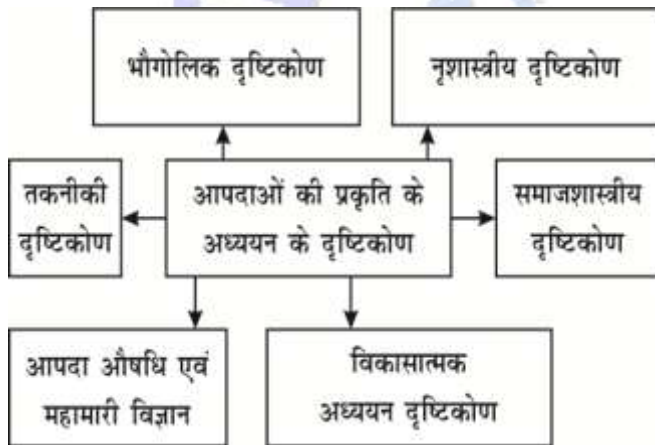 भौगोलिक दृष्टिकोण
नृशास्त्रीय दृष्टिकोण
तकनीकी
दृष्टिकोण
आपदाओं की प्रकृति के
अध्ययन के दृष्टिकोण
समाजशास्त्रीय
दृष्टिकोण
आपदा औषधि एवं
महामारी विज्ञान
विकासात्मक
अध्ययन दृष्टिकोण